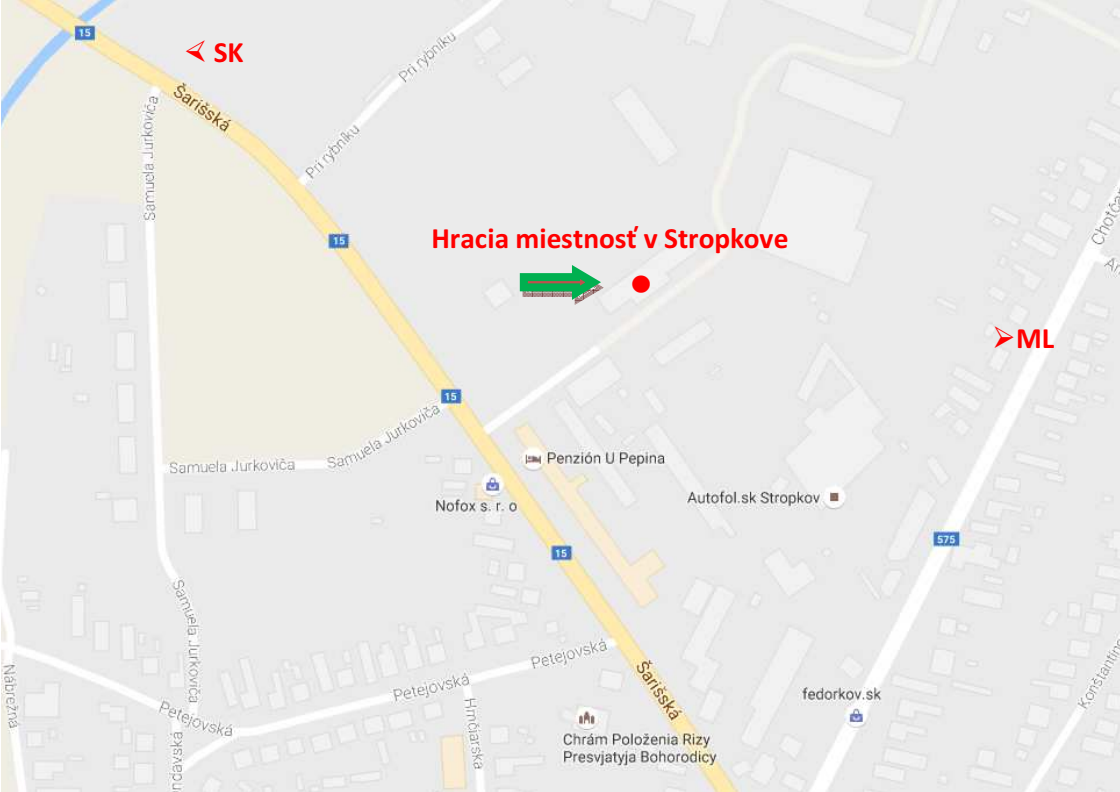 15
SK
Šarišská
Pri rybníku
Samuela Jurkoviča
Pri rybníku
Chotčan
15
Hracia miestnosť v Stropkove
ML
15
Samuela Jurkoviča
Samuela Jurkoviča
Penzión U Pepina
Nofox s. r. o
Autofol.sk Stropkov
575
15
Samuela Jurkoviča
Petejovská
Šarišská
Nábrežná
Petejovská
Petejovská
Hrnčiarska
fedorkov.sk
Konštantino
Chrám Položenia Rizy
Presvjatyja Bohorodicy